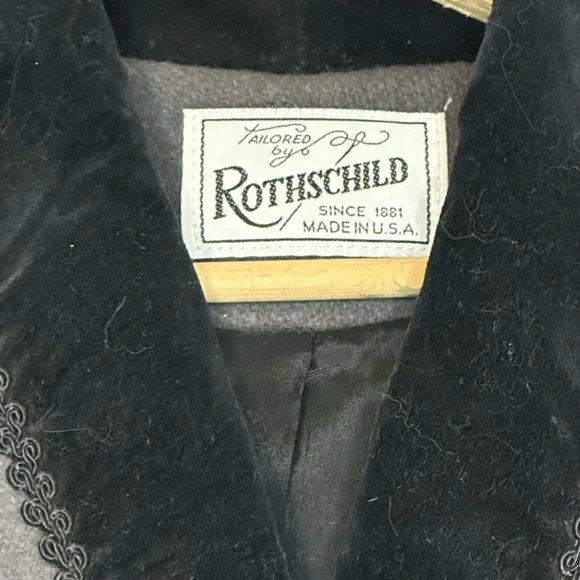 TAILORED
by
ROTHSCHILD
SINCE 1881
MADE IN U.S.A.